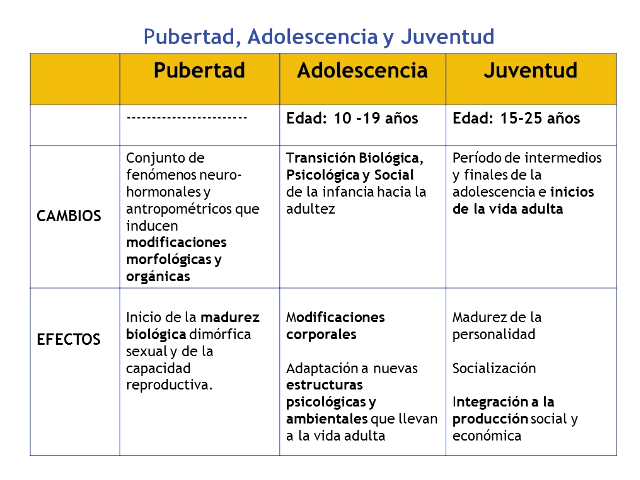 Pubertad, Adolescencia y Juventud
Pubertad
Adolescencia
Juventud
-----------------------
Edad: 10 -19 años
Edad: 15-25 años
CAMBIOS
Conjunto de
fenómenos neuro-
hormonales y
antropométricos que
inducen
modificaciones
morfológicas y
orgánicas
Transición Biológica,
Psicológica y Social
de la infancia hacia la
adultez
Período de intermedios
y finales de la
adolescencia e inicios
de la vida adulta
EFECTOS
Inicio de la madurez
biológica dimórfica
sexual y de la
capacidad
reproductiva.
Modificaciones
corporales
Adaptación a nuevas
estructuras
psicológicas y
ambientales que llevan
a la vida adulta
Madurez de la
personalidad
Socialización
Integración a la
producción social y
económica